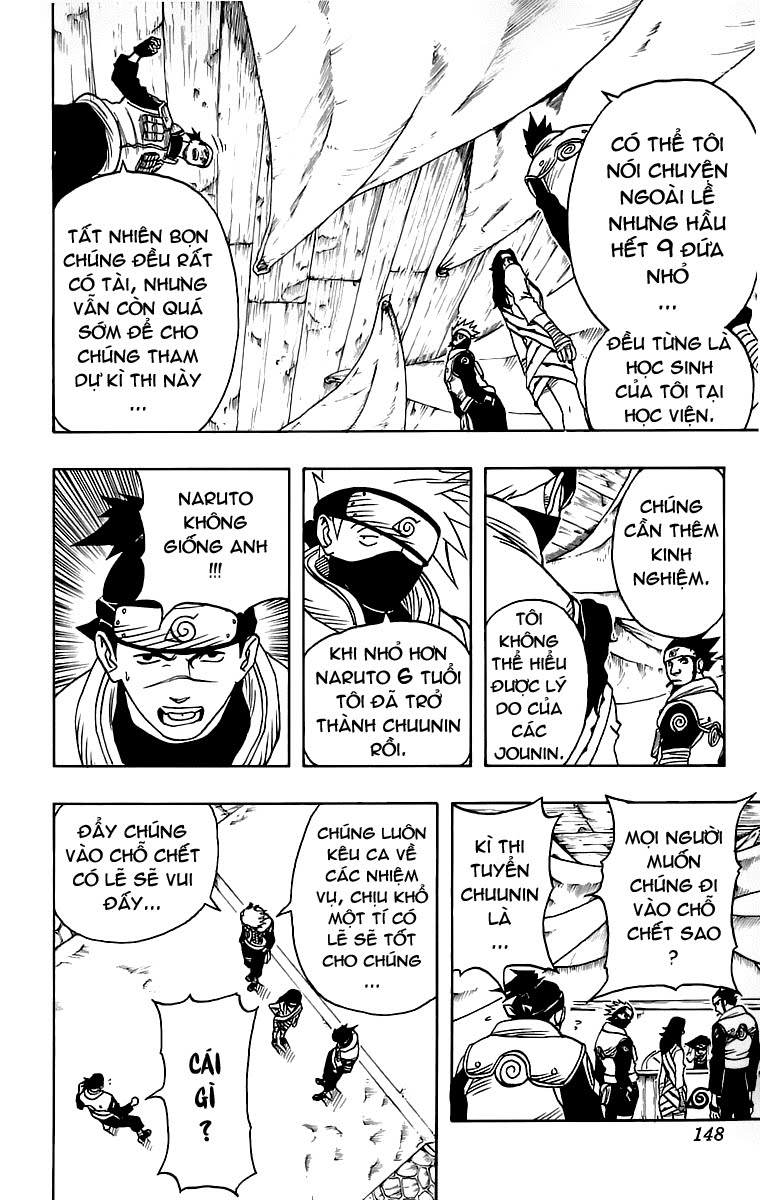 CÓ THỂ TÔI
NÓI CHUYỆN
NGOÀI LỀ
NHƯNG HẦU
HẾT 9 ĐỨA
NHỎ
...
ĐỀU TỪNG LÀ
HỌC SINH
CỦA TÔI TẠI
HỌC VIỆN.
TẤT NHIÊN BỌN
CHÚNG ĐỀU RẤT
CÓ TÀI, NHƯNG
VẪN CÒN QUÁ
SỚM ĐỂ CHO
CHÚNG THAM
DỰ KÌ THI NÀY
...
CHÚNG
CẦN THÊM
KINH
NGHIỆM.
TÔI
KHÔNG
THỂ HIỂU
ĐƯỢC LÝ
DO CỦA
CÁC
JOUNIN.
KHI NHỎ HƠN
NARUTO 6 TUỔI
TÔI ĐÃ TRỞ
THÀNH CHUUNIN
RỒI.
NARUTO
KHÔNG
GIỐNG ANH
!!!
MỌI NGƯỜI
MUỐN
CHÚNG ĐI
VÀO CHỖ
CHẾT SAO
?
KÌ THI
TUYỂN
CHUUNIN
LÀ
...
CHÚNG LUÔN
KÊU CA VỀ
CÁC NHIỆM
VỤ, CHỊU KHỔ
MỘT TÍ CÓ
LẼ SẼ TỐT
CHO CHÚNG
...
ĐẨY CHÚNG
VÀO CHỖ CHẾT
CÓ LẼ SẼ VUI
ĐẤY...
CÁI
GÌ
?
148